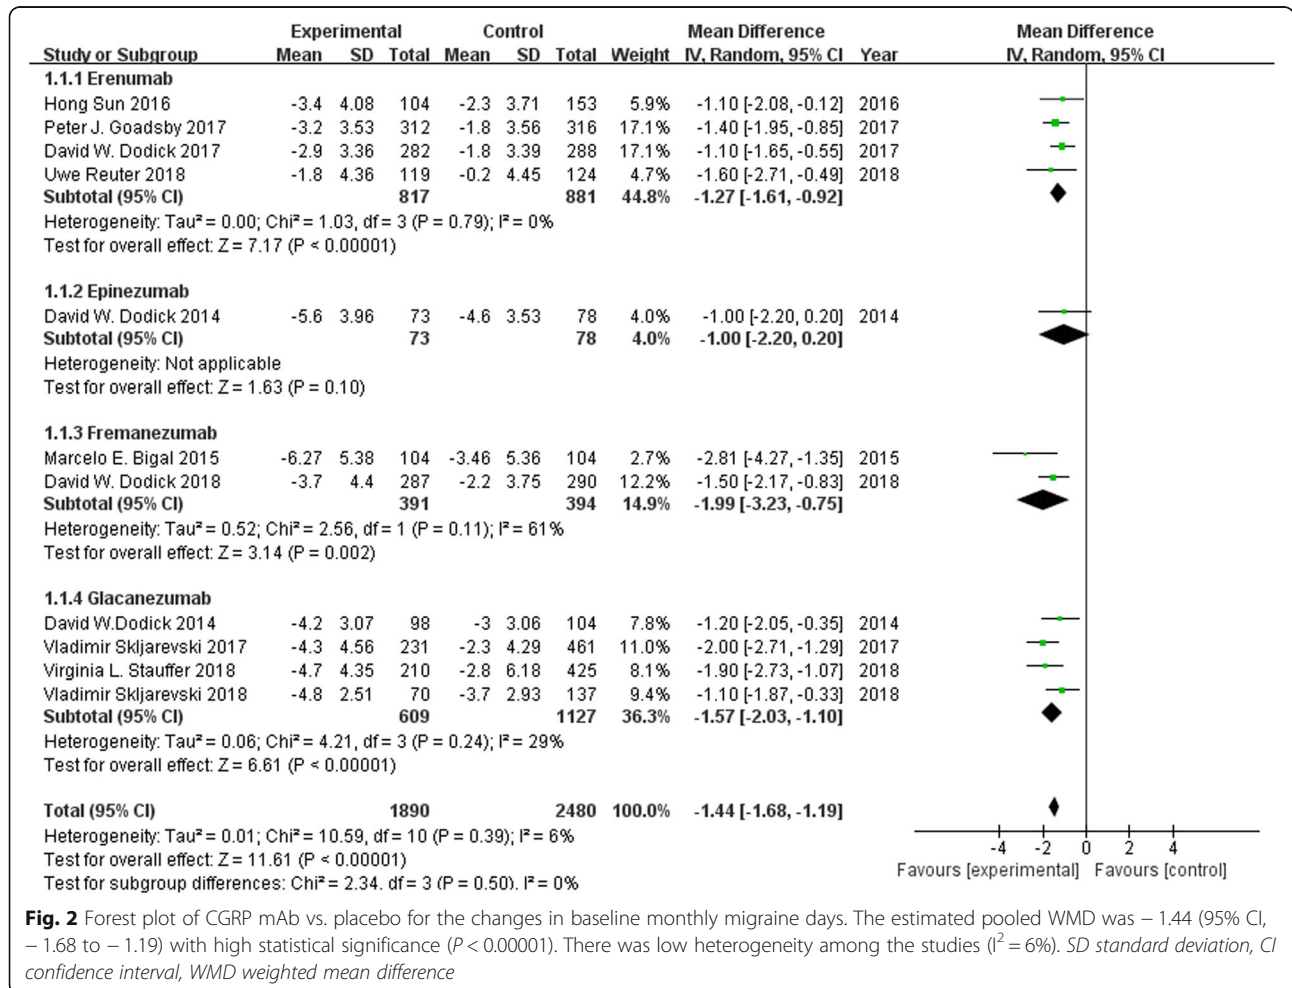 Experimental Control Mean Difference Mean Difference
Study or Subgroup Mean SD Total Mean SD Total Weight IV, Random, 95% CI Year IV, Random, 95% CI
1.1.1 Erenumab
Hong Sun 2016 -3.4 4.08 104 -2.3 3.71 153 5.9% -1.10 [-2.08, -0.12] 2016
Peter J. Goadsby 2017 -3.2 3.53 312 -1.8 3.56 316 17.1% -1.40 [-1.95, -0.85] 2017
David W. Dodick 2017 -2.9 3.36 282 -1.8 3.39 288 17.1% -1.10 [-1.65, -0.55] 2017
Uwe Reuter 2018 -1.8 4.36 119 -0.2 4.45 124 4.7% -1.60 [-2.71, -0.49] 2018
Subtotal (95% CI) 817 881 44.8% -1.27 [-1.61, -0.92]
Heterogeneity: Tau² = 0.00; Chi² = 1.03, df = 3 (P = 0.79); I² = 0%
Test for overall effect: Z = 7.17 (P < 0.00001)
1.1.2 Epinezumab
David W. Dodick 2014 -5.6 3.96 73 -4.6 3.53 78 4.0% -1.00 [-2.20, 0.20] 2014
Subtotal (95% CI) 73 78 4.0% -1.00 [-2.20, 0.20]
Heterogeneity: Not applicable
Test for overall effect: Z = 1.63 (P = 0.10)
1.1.3 Fremanezumab
Marcelo E. Bigal 2015 -6.27 5.38 104 -3.46 5.36 104 2.7% -2.81 [-4.27, -1.35] 2015
David W. Dodick 2018 -3.7 4.4 287 -2.2 3.75 290 12.2% -1.50 [-2.17, -0.83] 2018
Subtotal (95% CI) 391 394 14.9% -1.99 [-3.23, -0.75]
Heterogeneity: Tau² = 0.52; Chi² = 2.56, df = 1 (P = 0.11); I² = 61%
Test for overall effect: Z = 3.14 (P = 0.002)
1.1.4 Glacanezumab
David W.Dodick 2014 -4.2 3.07 98 -3 3.06 104 7.8% -1.20 [-2.05, -0.35] 2014
Vladimir Skljarevski 2017 -4.3 4.56 231 -2.3 4.29 461 11.0% -2.00 [-2.71, -1.29] 2017
Virginia L. Stauffer 2018 -4.7 4.35 210 -2.8 6.18 425 8.1% -1.90 [-2.73, -1.07] 2018
Vladimir Skljarevski 2018 -4.8 2.51 70 -3.7 2.93 137 9.4% -1.10 [-1.87, -0.33] 2018
Subtotal (95% CI) 609 1127 36.3% -1.57 [-2.03, -1.10]
Heterogeneity: Tau² = 0.06; Chi² = 4.21, df = 3 (P = 0.24); I² = 29%
Test for overall effect: Z = 6.61 (P < 0.00001)
Total (95% CI) 1890 2480 100.0% -1.44 [-1.68, -1.19]
Heterogeneity: Tau² = 0.01; Chi² = 10.59, df = 10 (P = 0.39); I² = 6%
Test for overall effect: Z = 11.61 (P < 0.00001)
Test for subgroup differences: Chi² = 2.34. df = 3 (P = 0.50). I² = 0%
-4 -2 0 2 4
Favours [experimental] Favours [control]
Fig. 2 Forest plot of CGRP mAb vs. placebo for the changes in baseline monthly migraine days. The estimated pooled WMD was − 1.44 (95% CI,
− 1.68 to − 1.19) with high statistical significance (P < 0.00001). There was low heterogeneity among the studies (I² = 6%). SD standard deviation, CI
confidence interval, WMD weighted mean difference